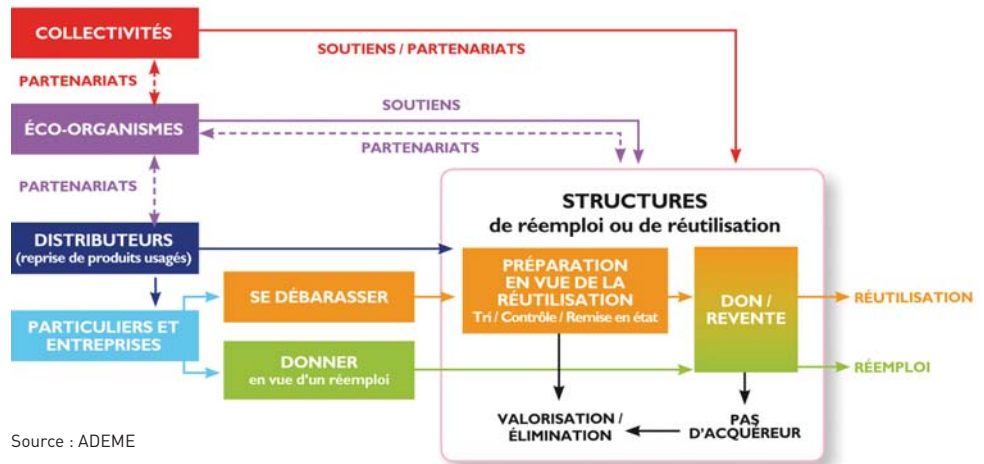 COLLECTIVITÉS
SOUTIENS / PARTENARIATS
PARTENARIATS
ÉCO-ORGANISMES
SOUTIENS
PARTENARIATS
PARTENARIATS
STRUCTURES
de réemploi ou de réutilisation
DISTRIBUTEURS
(reprise de produits usagés)
PRÉPARATION
EN VUE DE LA
RÉUTILISATION
Tri / Contrôle / Remise en état
SE DÉBARASSER
DON /
REVENTE
RÉUTILISATION
PARTICULIERS ET
ENTREPRISES
DONNER
en vue d'un réemploi
RÉEMPLOI
VALORISATION /
ÉLIMINATION
PAS
D'ACQUÉREUR
Source : ADEME